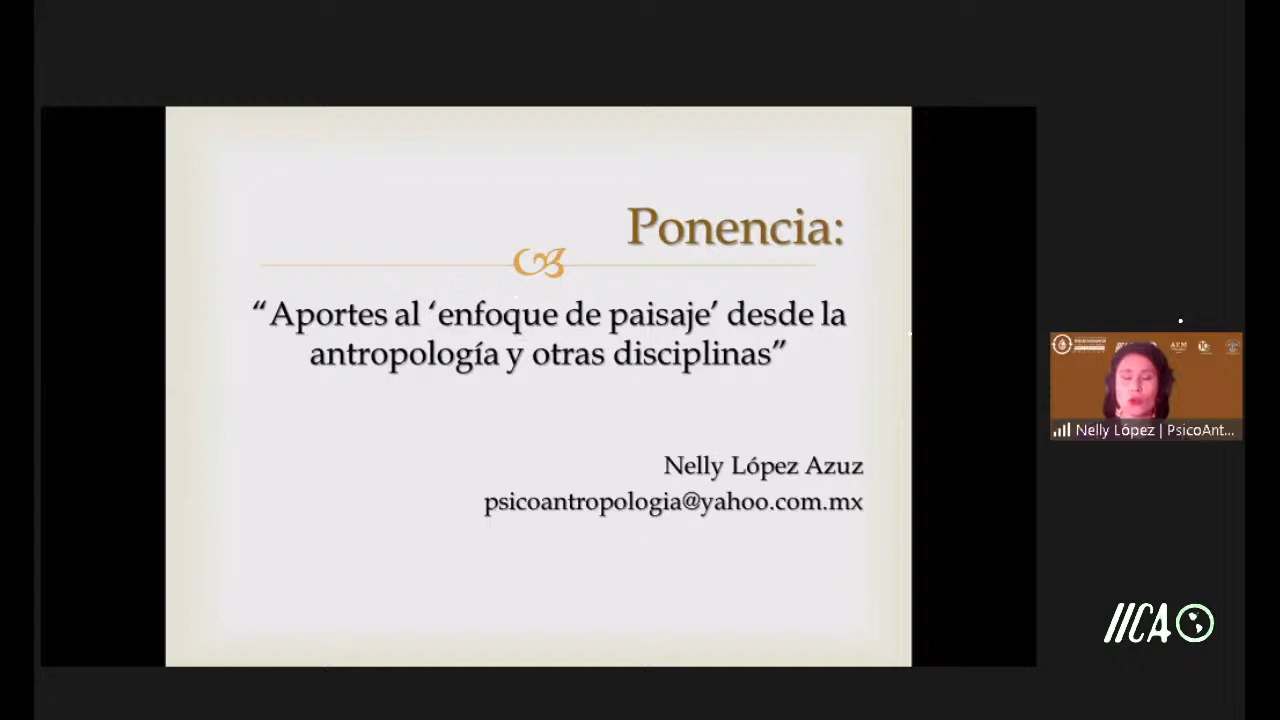 Ponencia:
“Aportes al ‘enfoque de paisaje’ desde la
antropología y otras disciplinas”
Nelly López Azuz
psicoantropologia@yahoo.com.mx
Nelly López | PsicoAnt...
IICA